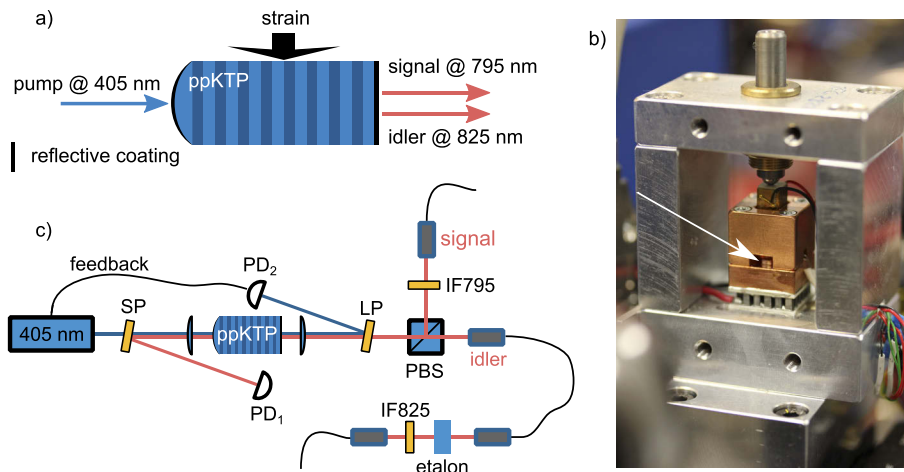 a)
strain
ppKTP
pump @ 405 nm
signal @ 795 nm
idler @ 825 nm
reflective coating
b)
c)
feedback
PD2
signal
IF795
SP
LP
405 nm
ppKTP
PBS
idler
PD1
IF825
etalon